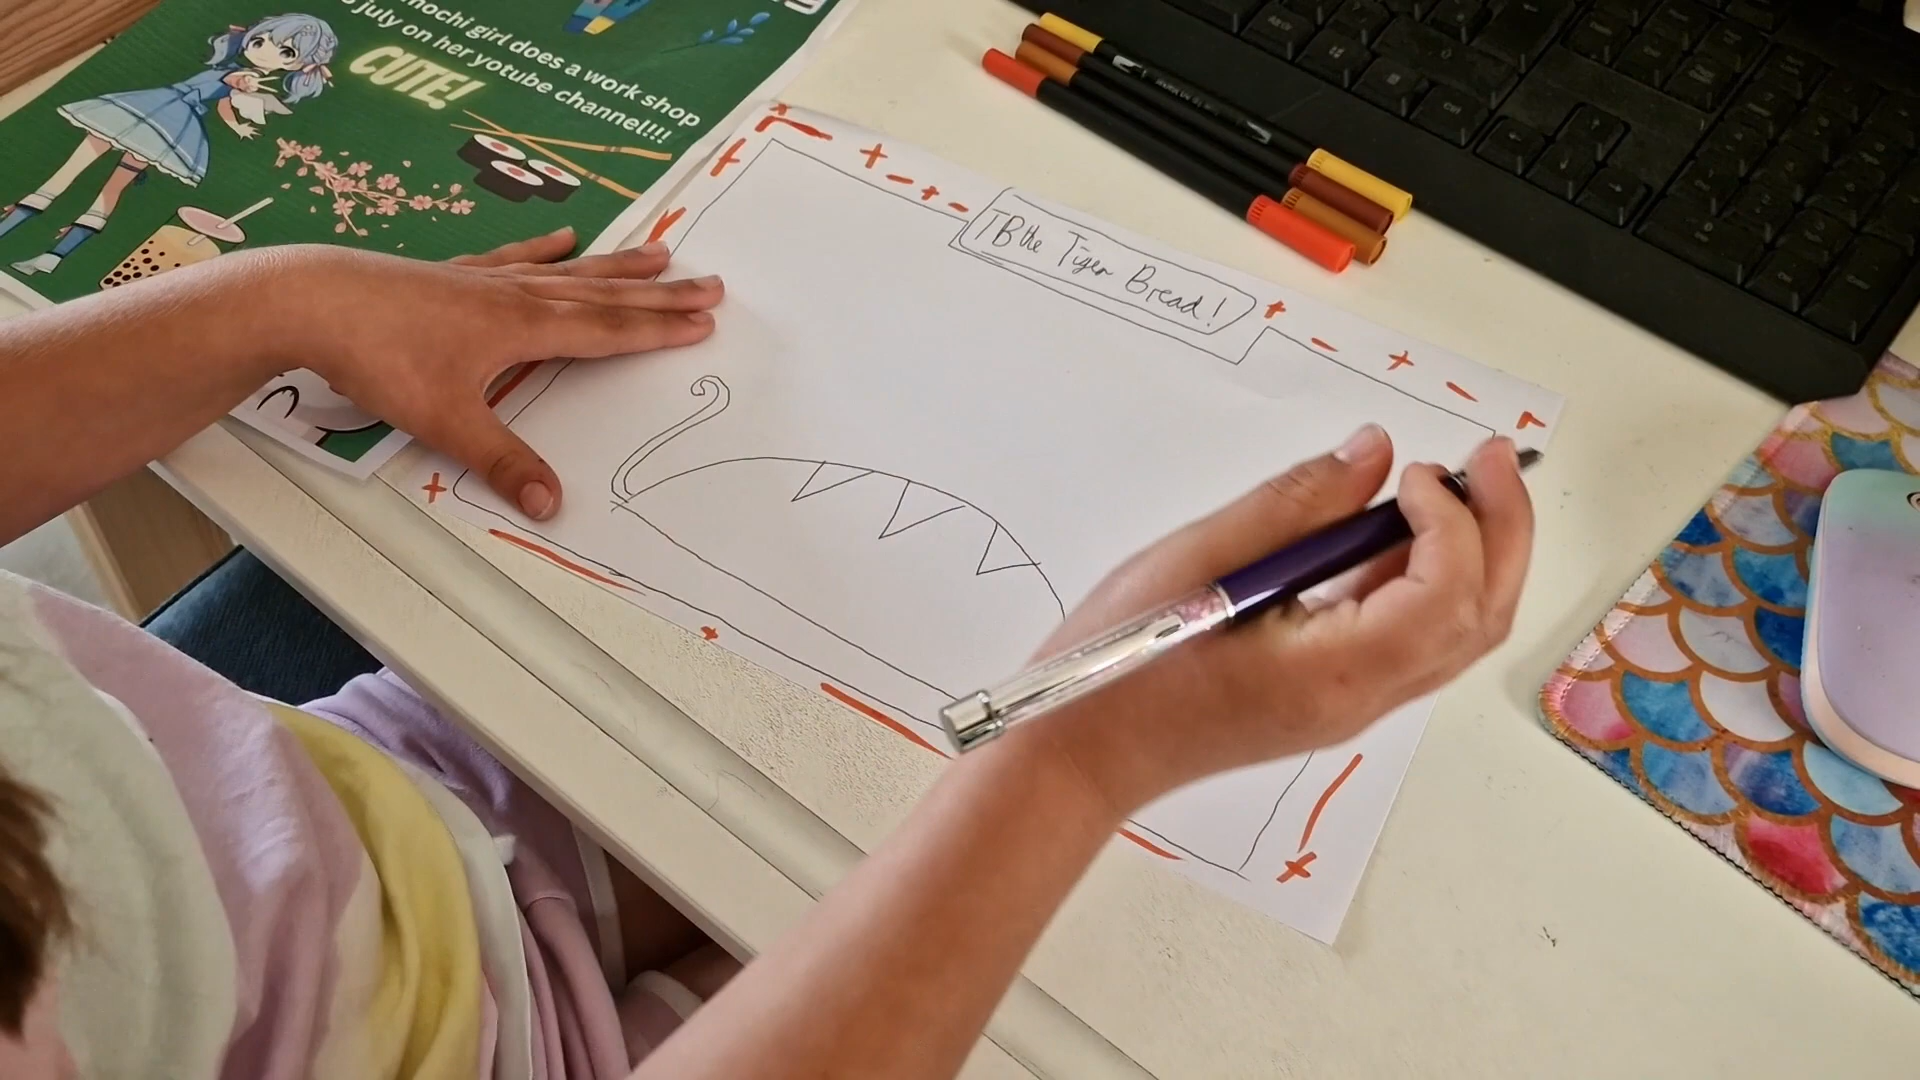 mochi girl does a work shop
july on her yotube channel!!!
CUTE!
TB the Tiger Bread!